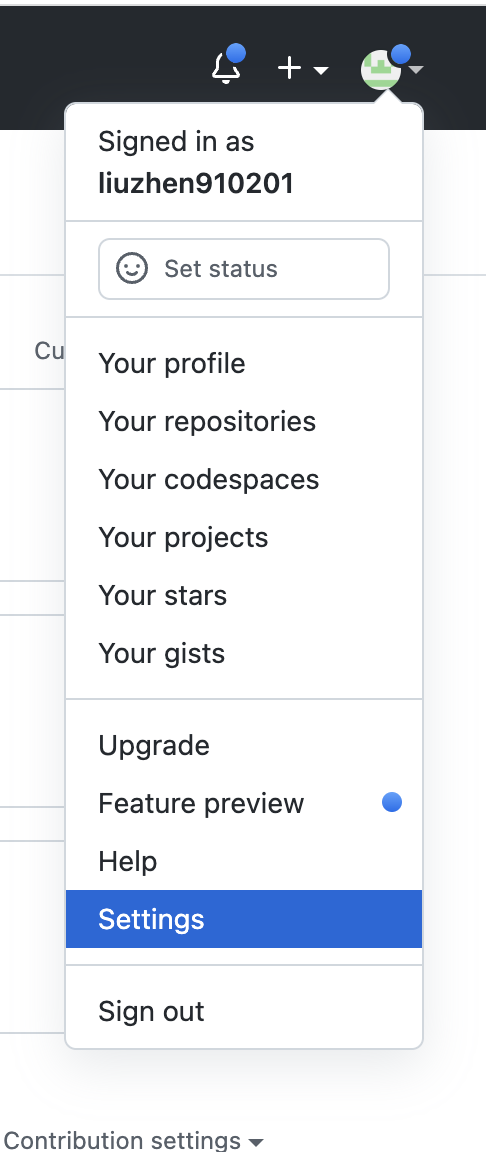 Signed in as
liuzhen910201
Set status
Cu
Your profile
Your repositories
Your codespaces
Your projects
Your stars
Your gists
Upgrade
Feature preview
Help
Settings
Sign out
Contribution settings